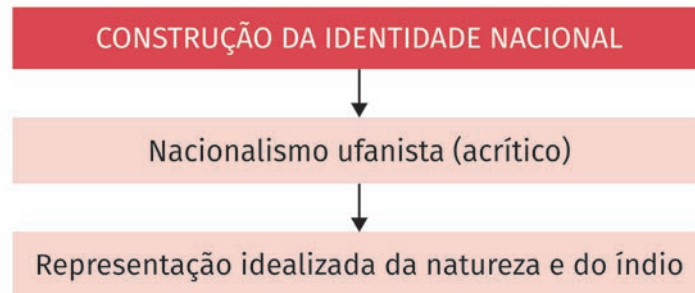 CONSTRUÇÃO DA IDENTIDADE NACIONAL
Nacionalismo ufanista (acrítico)
Representação idealizada da natureza e do índio